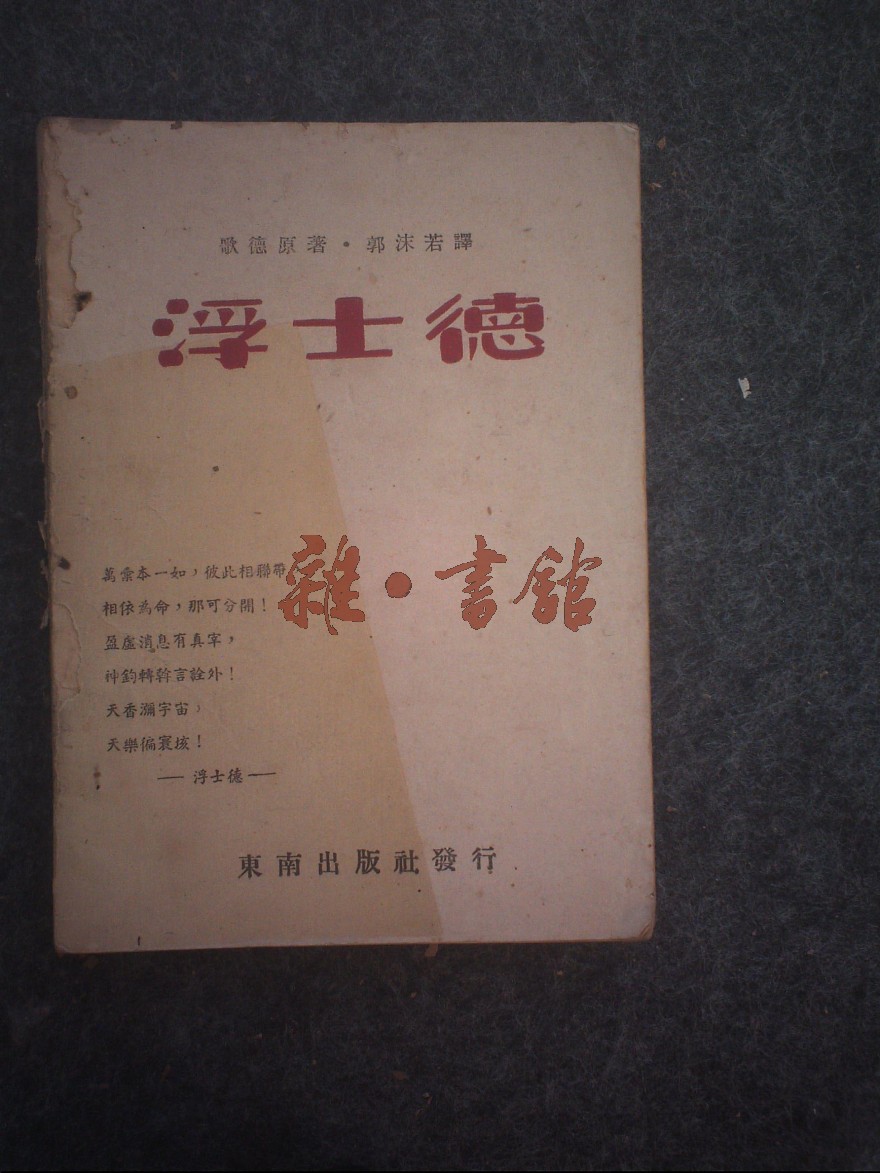 歌德原著・郭沫若譯
浮士德
萬彙本一如，彼此相聯帶
相依為命，那可分開！
盈虛消息有真宰，
神鈞轉斡言詮外！
天香瀰宇宙，
天樂徧寰垓！
── 浮士德 ──
雜・書館
東南出版社發行